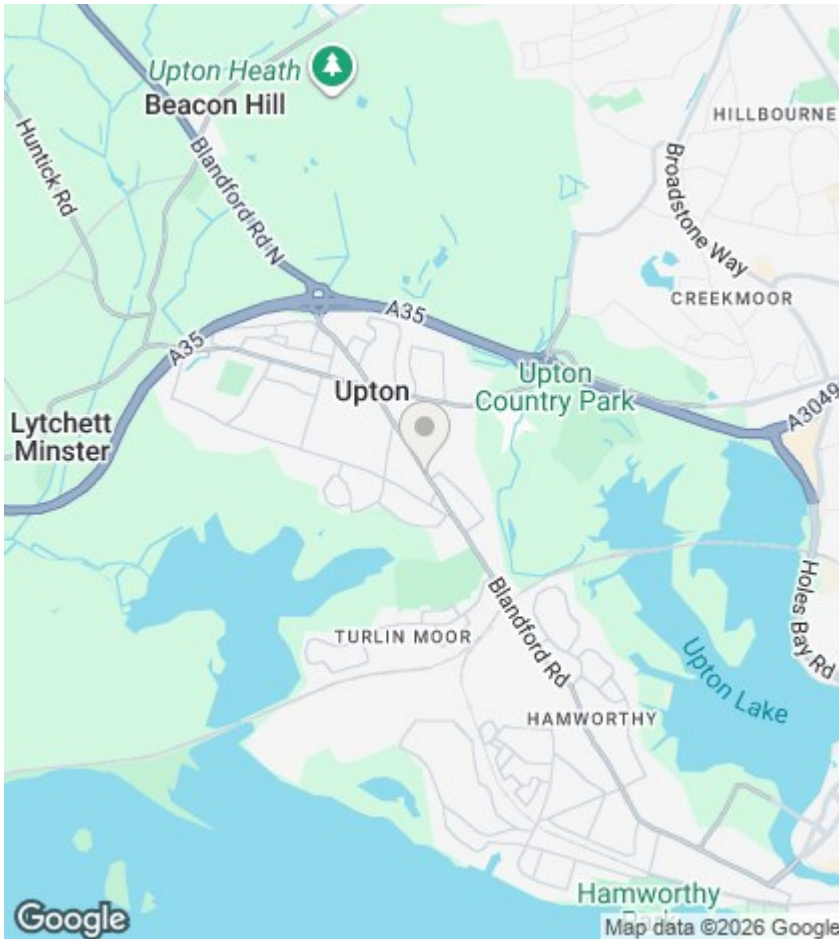 Upton Heath
Beacon Hill
HILLBOURNE
Huntick Rd
Blandford Rd N
Broadstone Way
CREEKMOOR
A35
A35
Upton
Country Park
Upton
A3049
Lytchett
Minster
Blandford Rd
Holes Bay Rd
TURLIN MOOR
Upton Lake
HAMWORTHY
Hamworthy
Park
Google
Map data ©2026 Google